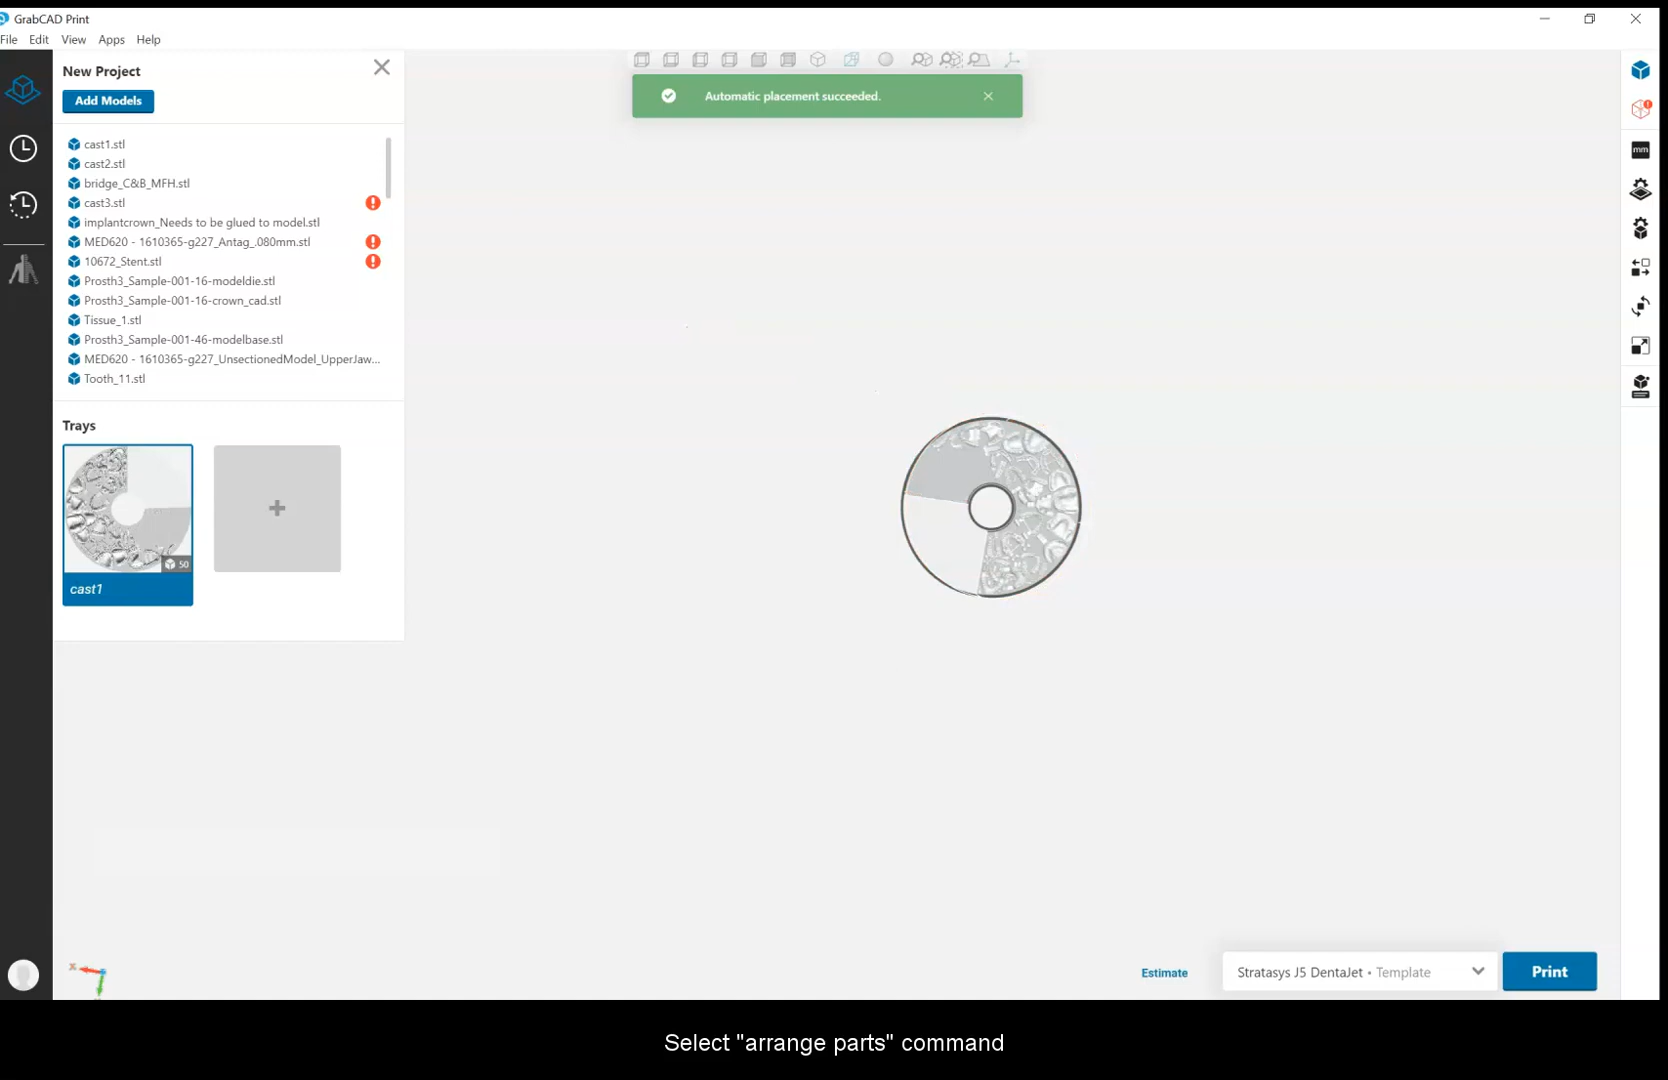 GrabCAD Print
File Edit View Apps Help
New Project
Add Models
Automatic placement succeeded.
cast1.stl
cast2.stl
bridge_C&B_MFH.stl
cast3.stl
implantcrown_Needs to be glued to model.stl
MED620 - 1610365-g227_Antag_.080mm.stl
10672_Stent.stl
Prosth3_Sample-001-16-modeldie.stl
Prosth3_Sample-001-16-crown_cad.stl
Tissue_1.stl
Prosth3_Sample-001-46-modelbase.stl
MED620 - 1610365-g227_UnsectionedModel_UpperJaw...
Tooth_11.stl
mm
Trays
50
cast1
X
Estimate
Stratasys J5 DentaJet • Template
Print
Select "arrange parts" command